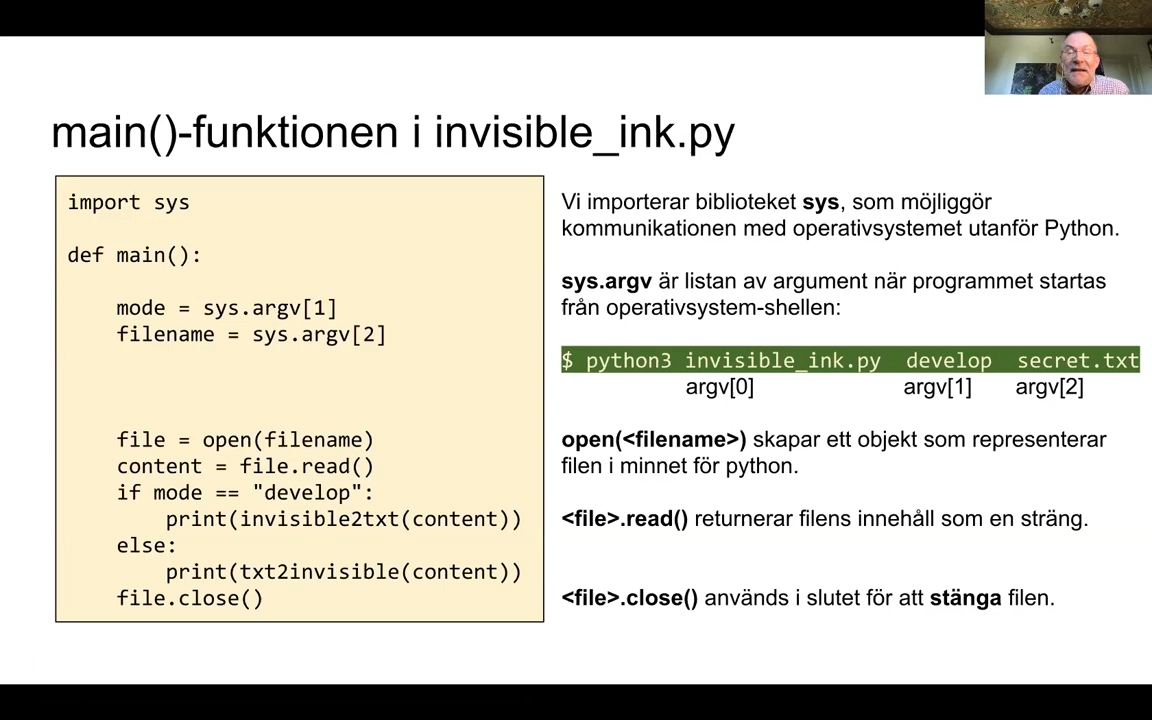 main()-funktionen i invisible_ink.py
import sys
def main():
mode = sys.argv[1]
filename = sys.argv[2]
file = open(filename)
content = file.read()
if mode == "develop":
print(invisible2txt(content))
else:
print(txt2invisible(content))
file.close()
Vi importerar biblioteket sys, som möjliggör
kommunikationen med operativsystemet utanför Python.
sys.argv är listan av argument när programmet startas
från operativsystem-shellen:
$ python3 invisible_ink.py develop secret.txt
argv[0] argv[1] argv[2]
open(<filename>) skapar ett objekt som representerar
filen i minnet för python.
<file>.read() returnerar filens innehåll som en sträng.
<file>.close() används i slutet för att stänga filen.